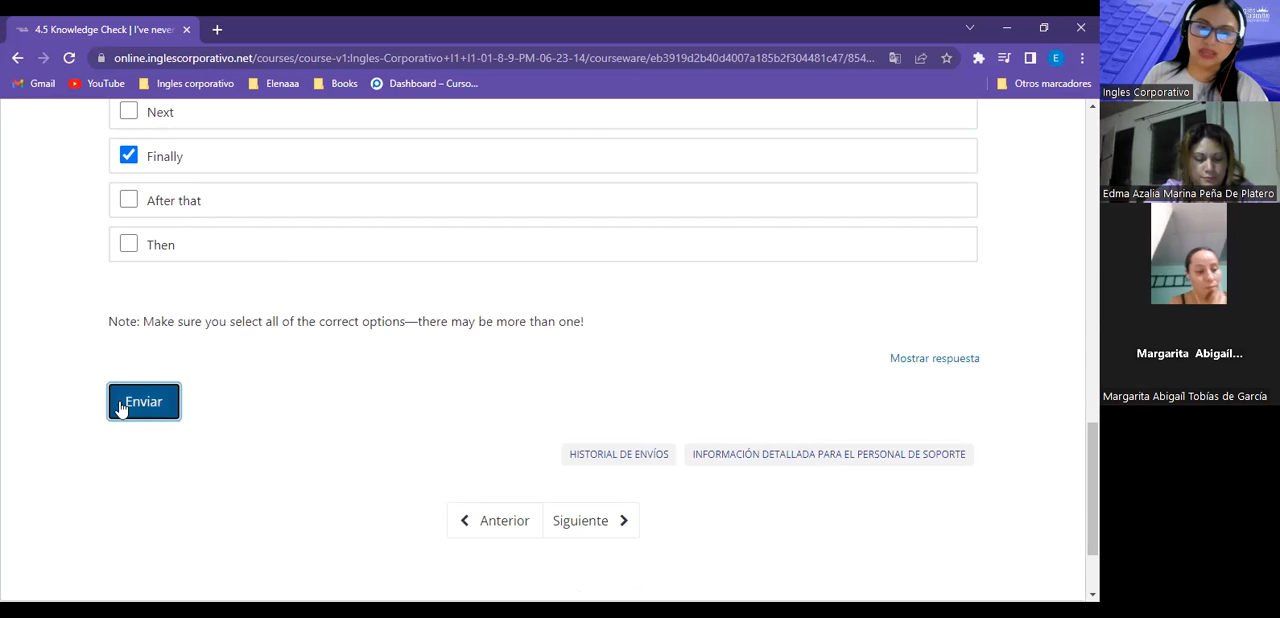 4.5 Knowledge Check | I've never
online.inglescorporativo.net/courses/course-v1:Ingles-Corporativo+I1+I1-01-8-9-PM-06-23-14/courseware/eb3919d2b40d4007a185b2f304481c47/854...
E
Gmail
YouTube
Ingles corporativo
Elenaaa
Books
Dashboard – Curso...
Otros marcadores
Next
Finally
After that
Then
Note: Make sure you select all of the correct options—there may be more than one!
Mostrar respuesta
Enviar
HISTORIAL DE ENVÍOS
INFORMACIÓN DETALLADA PARA EL PERSONAL DE SOPORTE
Anterior
Siguiente
Ingles Corporativo
Edma Azalia Marina Peña De Platero
Margarita Abigaíl...
Margarita Abigaíl Tobías de García